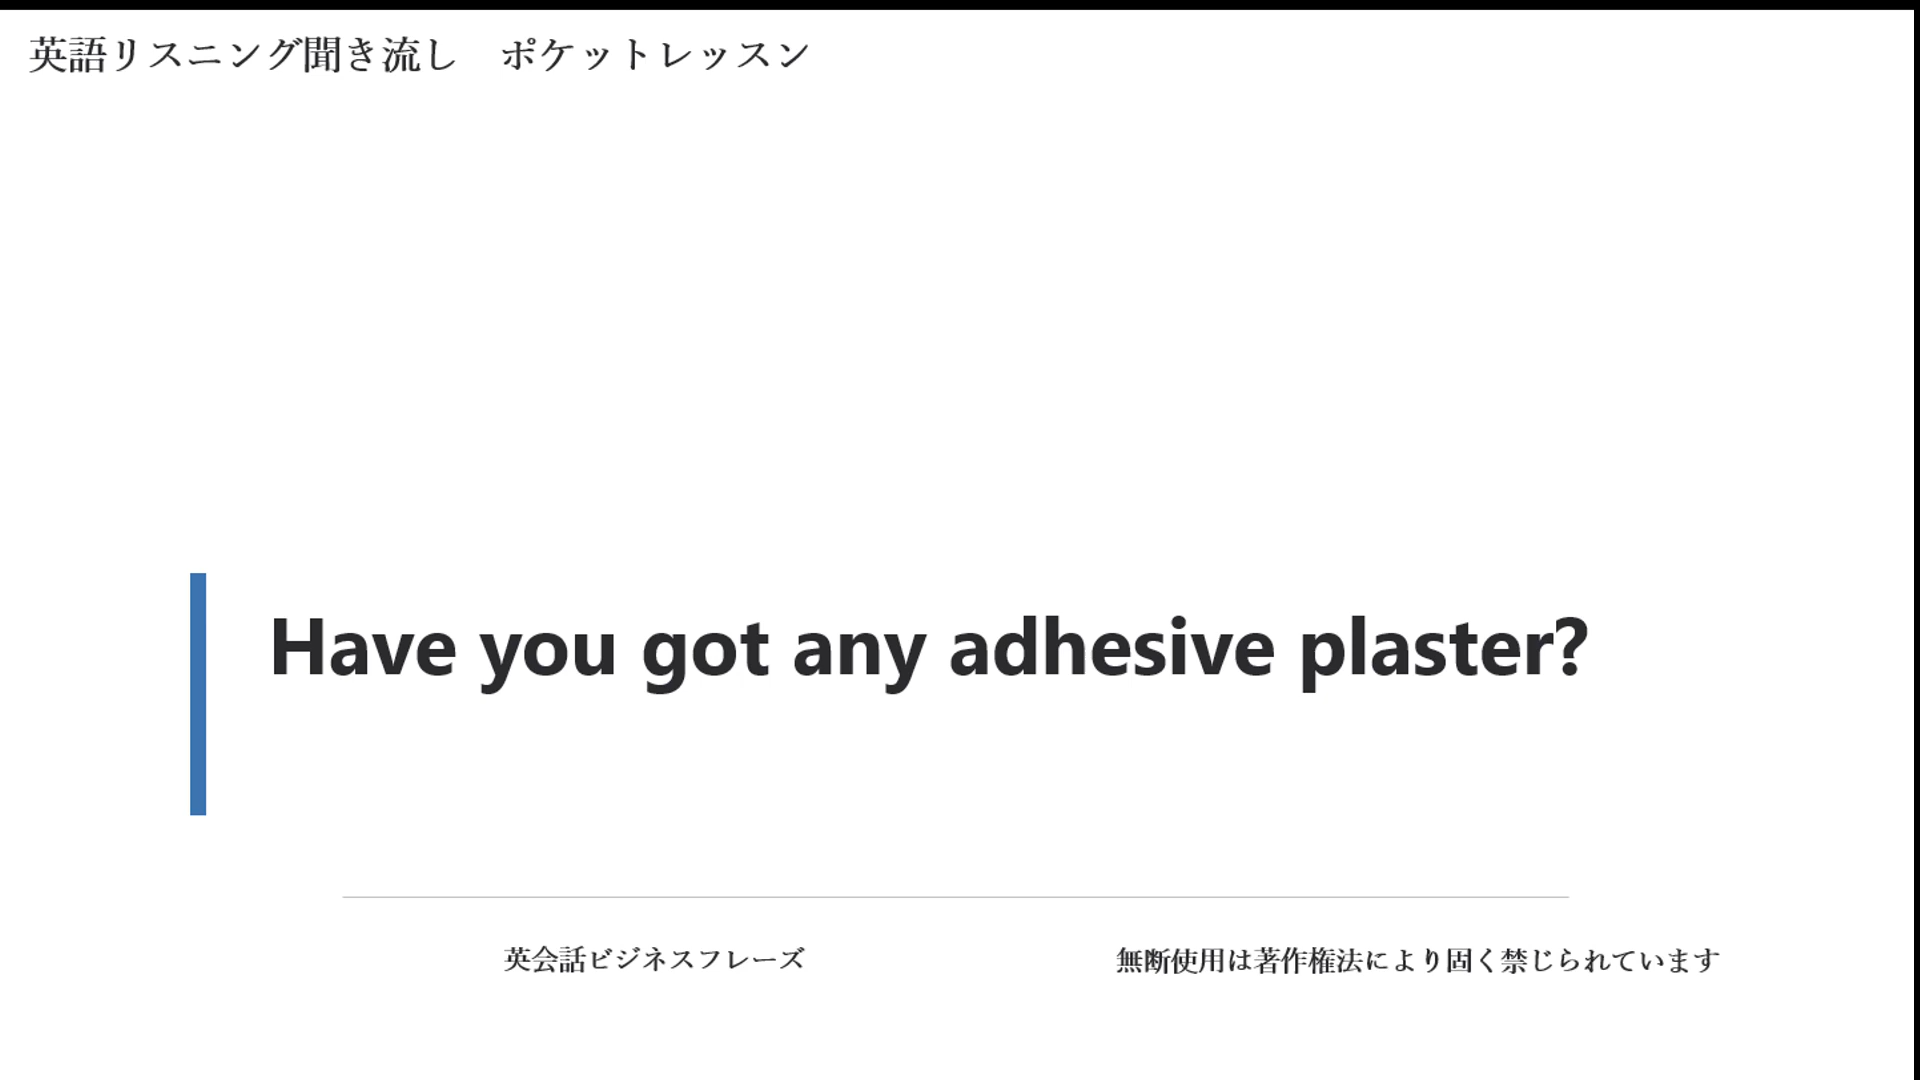 英語リスニング聞き流し　ポケットレッスン
Have you got any adhesive plaster?
英会話ビジネスフレーズ
無断使用は著作権法により固く禁じられています